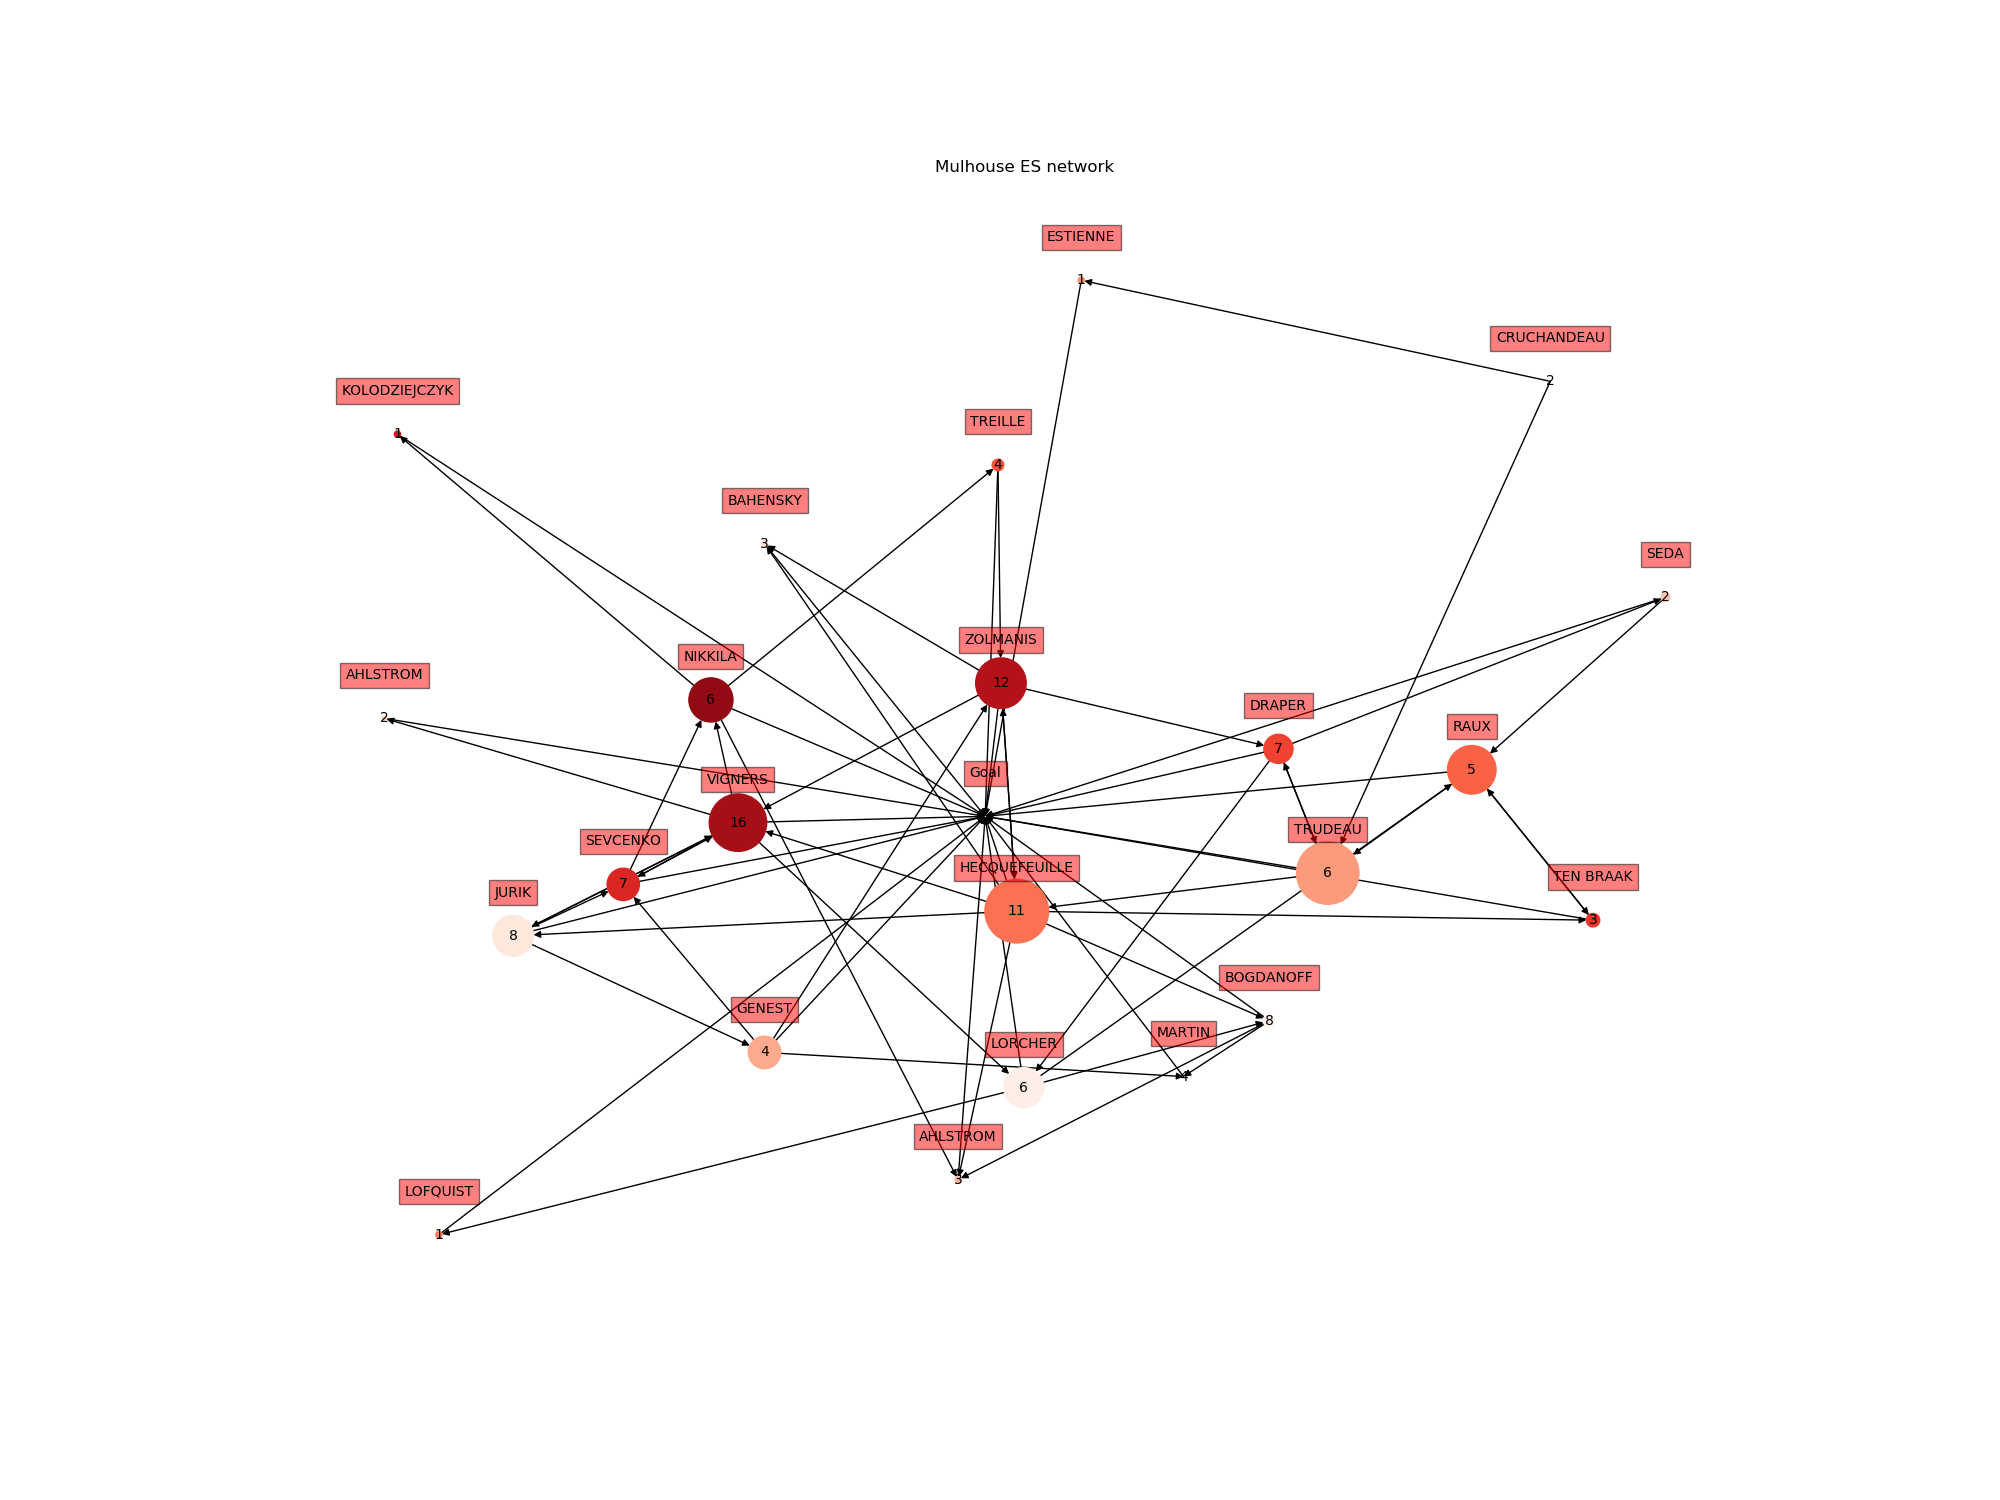 Mulhouse ES network
ESTIENNE
1
CRUCHANDEAU
2
KOLODZIEJCZYK
1
TREILLE
4
BAHENSKY
3
SEDA
2
ZOLMANIS
12
NIKKILA
6
AHLSTROM
2
DRAPER
7
RAUX
5
Goal
VIGNERS
16
SEVCENKO
7
TRUDEAU
6
HECQUEFEUILLE
11
TEN BRAAK
3
JURIK
8
BOGDANOFF
8
GENEST
4
MARTIN
4
LORCHER
6
AHLSTROM
3
LOFQUIST
1